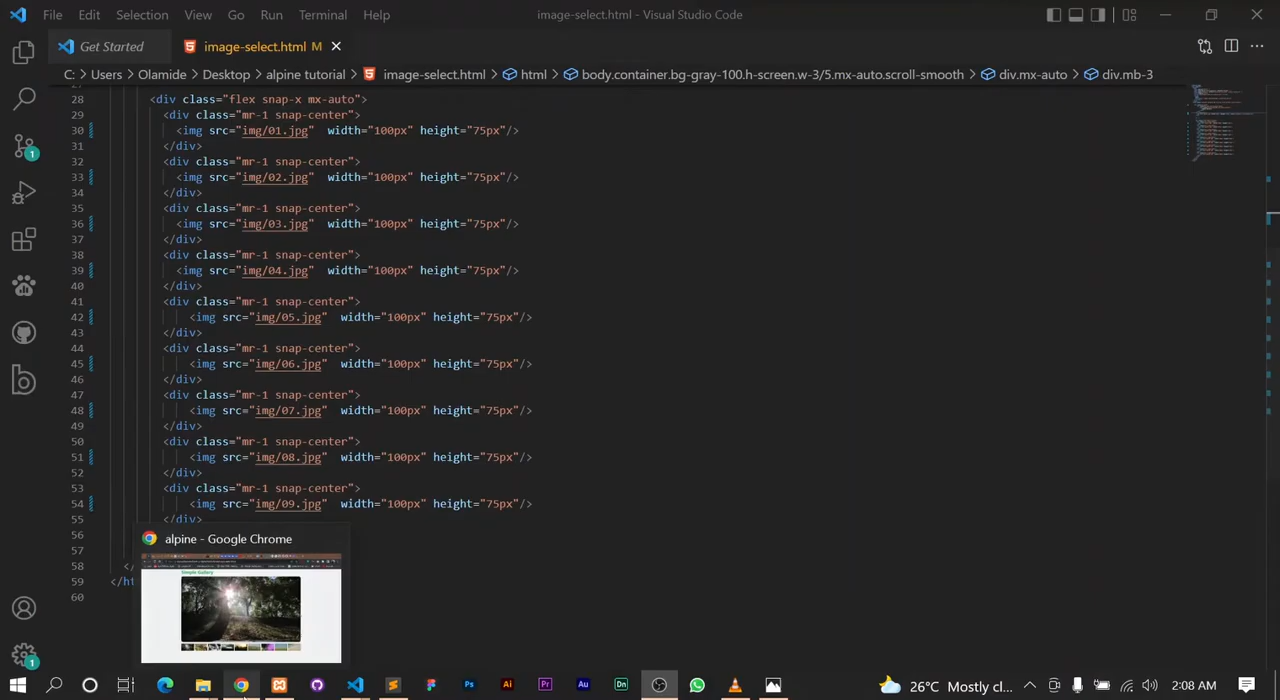 File Edit Selection View Go Run Terminal Help image-select.html - Visual Studio Code
Get Started image-select.html M
C: > Users > Olamide > Desktop > alpine tutorial > image-select.html > html > body.container.bg-gray-100.h-screen.w-3/5.mx-auto.scroll-smooth > div.mx-auto > div.mb-3
28 <div class="flex snap-x mx-auto">
29 <div class="mr-1 snap-center">
30 <img src="img/01.jpg" width="100px" height="75px"/>
31 </div>
32 <div class="mr-1 snap-center">
33 <img src="img/02.jpg" width="100px" height="75px"/>
34 </div>
35 <div class="mr-1 snap-center">
36 <img src="img/03.jpg" width="100px" height="75px"/>
37 </div>
38 <div class="mr-1 snap-center">
39 <img src="img/04.jpg" width="100px" height="75px"/>
40 </div>
41 <div class="mr-1 snap-center">
42 <img src="img/05.jpg" width="100px" height="75px"/>
43 </div>
44 <div class="mr-1 snap-center">
45 <img src="img/06.jpg" width="100px" height="75px"/>
46 </div>
47 <div class="mr-1 snap-center">
48 <img src="img/07.jpg" width="100px" height="75px"/>
49 </div>
50 <div class="mr-1 snap-center">
51 <img src="img/08.jpg" width="100px" height="75px"/>
52 </div>
53 <div class="mr-1 snap-center">
54 <img src="img/09.jpg" width="100px" height="75px"/>
55 </div>
56
57
58 </
59 </ht
60
alpine - Google Chrome
Simple Gallery
1
1
Ps Ai Pr Au Dn 26°C Mostly cl... 2:08 AM